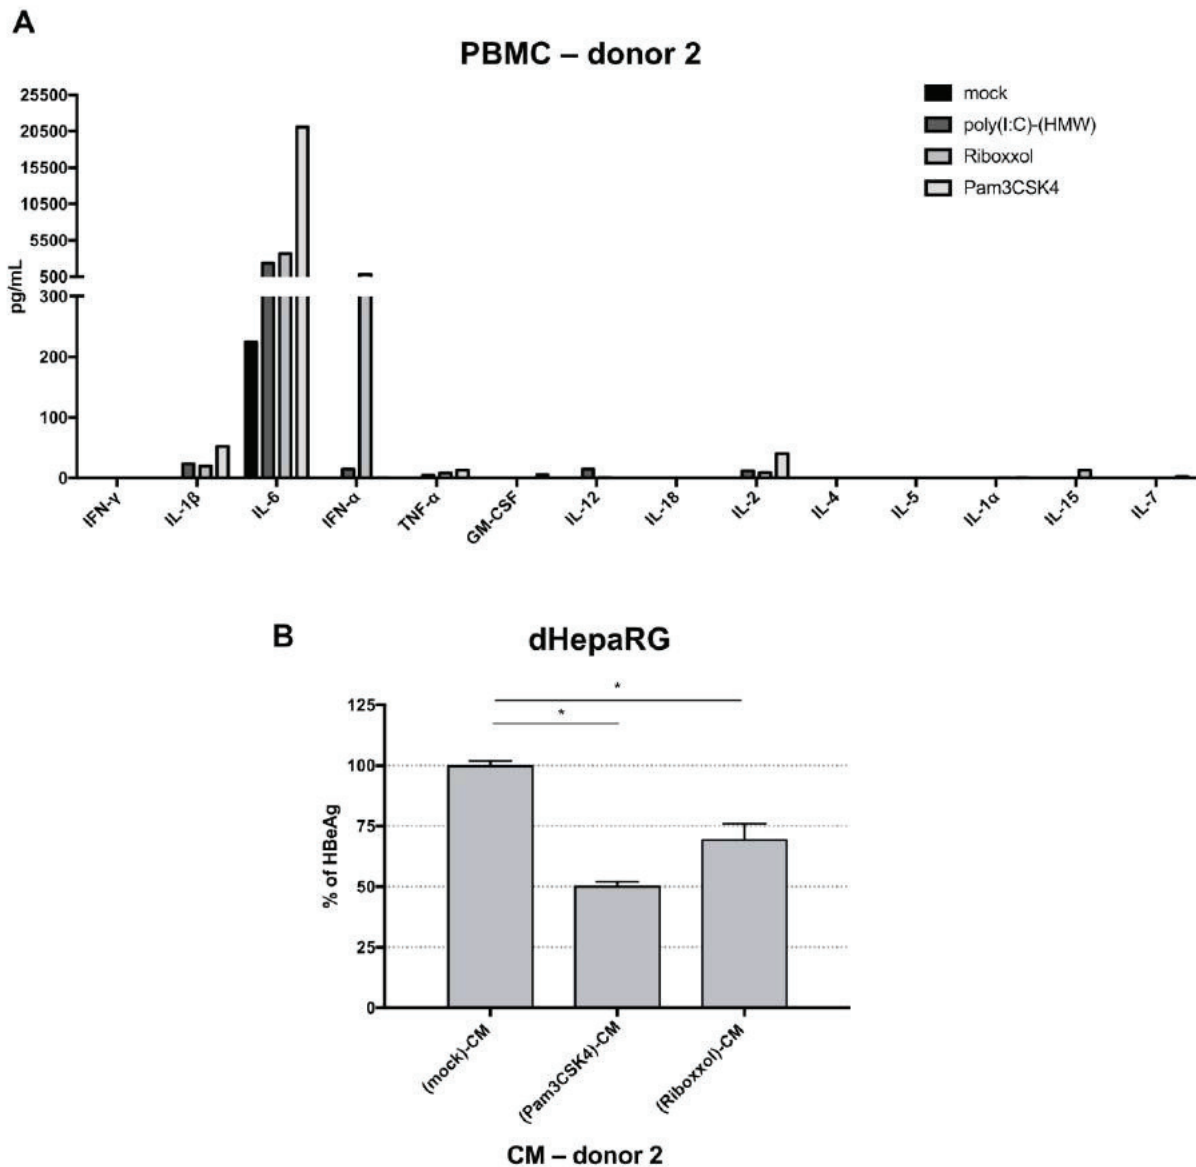 A
PBMC – donor 2
mock
poly(I:C)-(HMW)
Riboxxol
Pam3CSK4
pg/mL
25500
20500
15500
10500
5500
500
300
200
100
0
IFN-γ
IL-1β
IL-6
IFN-α
TNF-α
GM-CSF
IL-12
IL-18
IL-2
IL-4
IL-5
IL-1α
IL-15
IL-7
B
dHepaRG
% of HBeAg
125
100
75
50
25
0
*
*
(mock)-CM
(Pam3CSK4)-CM
(Riboxxol)-CM
CM – donor 2